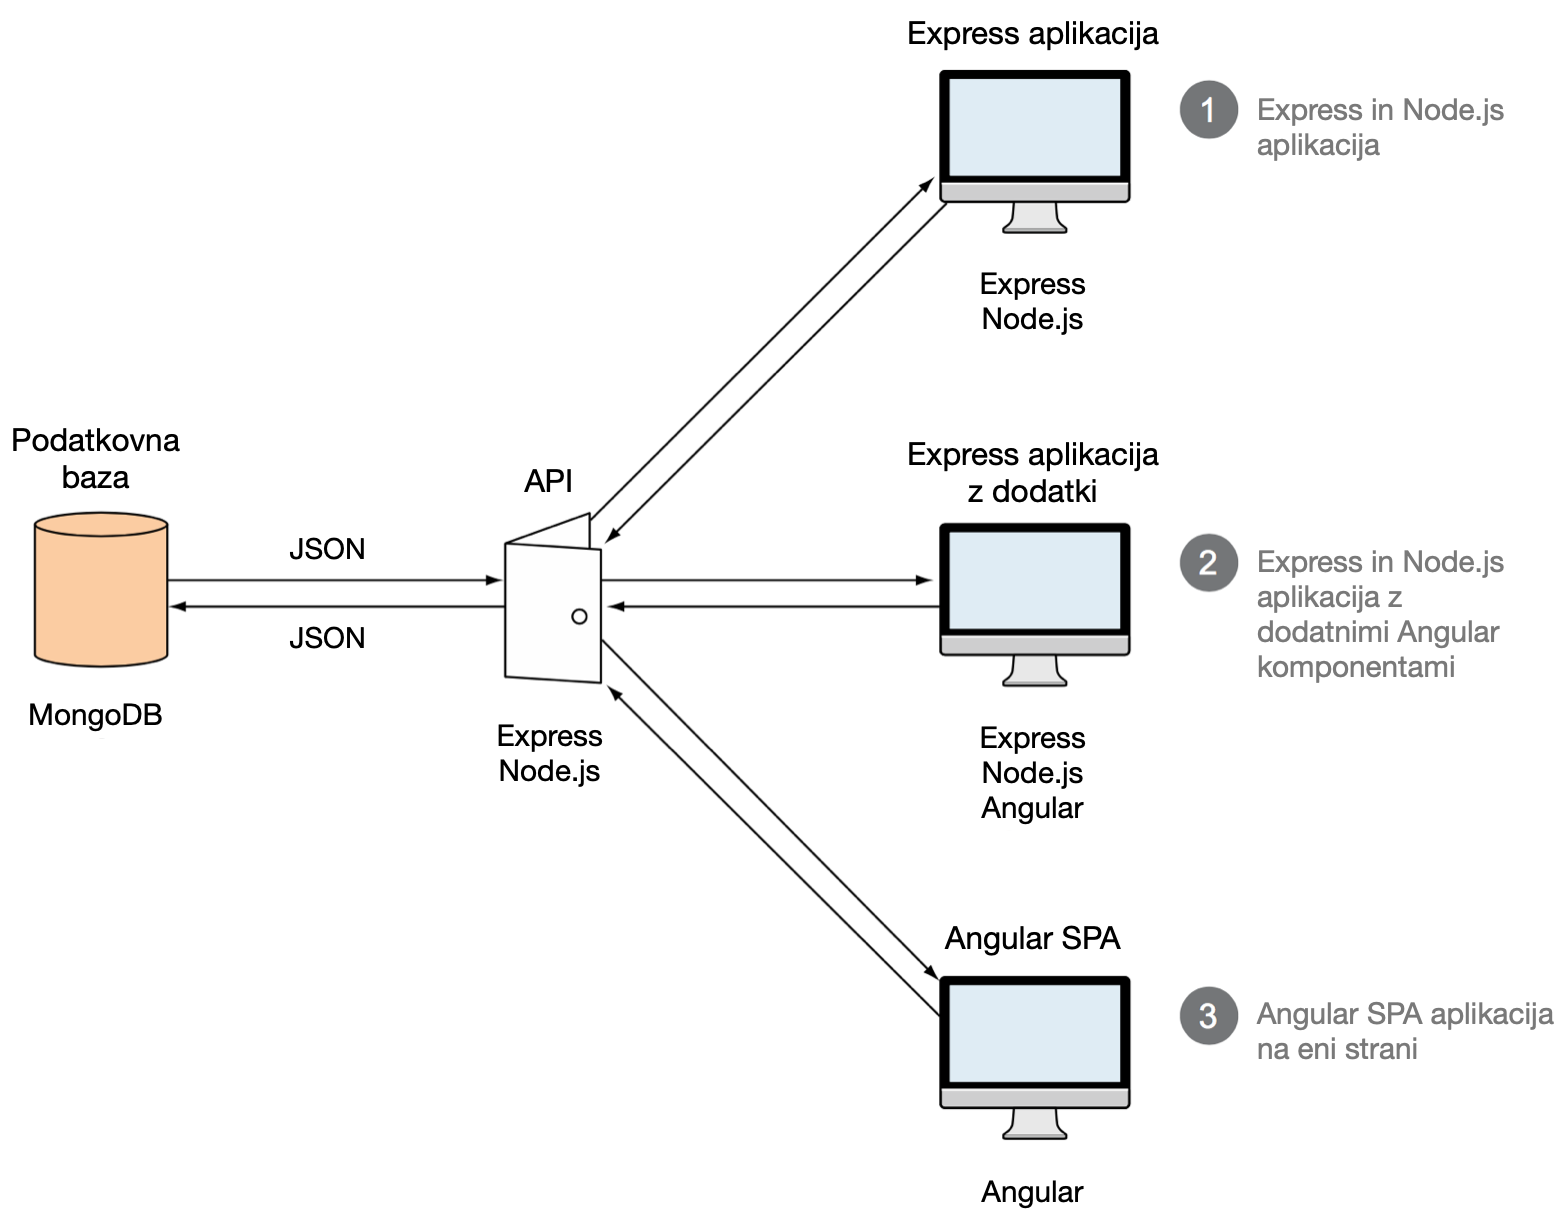 Express aplikacija
1
Express in Node.js
aplikacija
Express
Node.js
Podatkovna
baza
JSON
JSON
MongoDB
API
Express
Node.js
Express aplikacija
z dodatki
2
Express in Node.js
aplikacija z
dodatnimi Angular
komponentami
Express
Node.js
Angular
Angular SPA
3
Angular SPA aplikacija
na eni strani
Angular